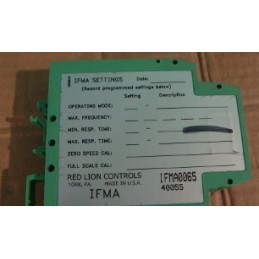 IFMA SETTINGS Date:
(Record programmed settings below)
Setting Description
OPERATING MODE:
MAX. FREQUENCY:
MIN. RESP. TIME:
MAX. RESP. TIME:
ZERO SPEED CAL:
FULL SCALE CAL:
RED LION CONTROLS
YORK, PA. MADE IN U.S.A.
IFMA
IFMA0065
40055